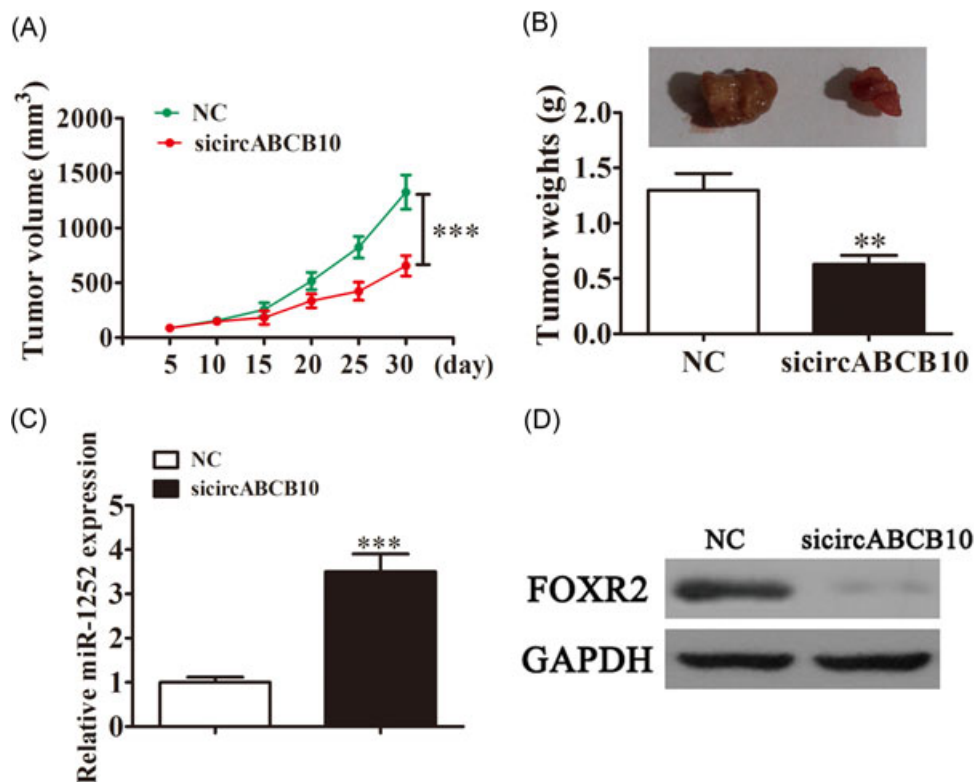 (A)
Tumor volume (mm³)
2000
1500
1000
500
0
NC
sicircABCB10
***
5 10 15 20 25 30 (day)
(B)
Tumor weights (g)
2.0
1.5
1.0
0.5
0.0
**
NC sicircABCB10
(C)
NC
sicircABCB10
Relative miR-1252 expression
5
4
3
2
1
0
***
(D)
NC sicircABCB10
FOXR2
GAPDH